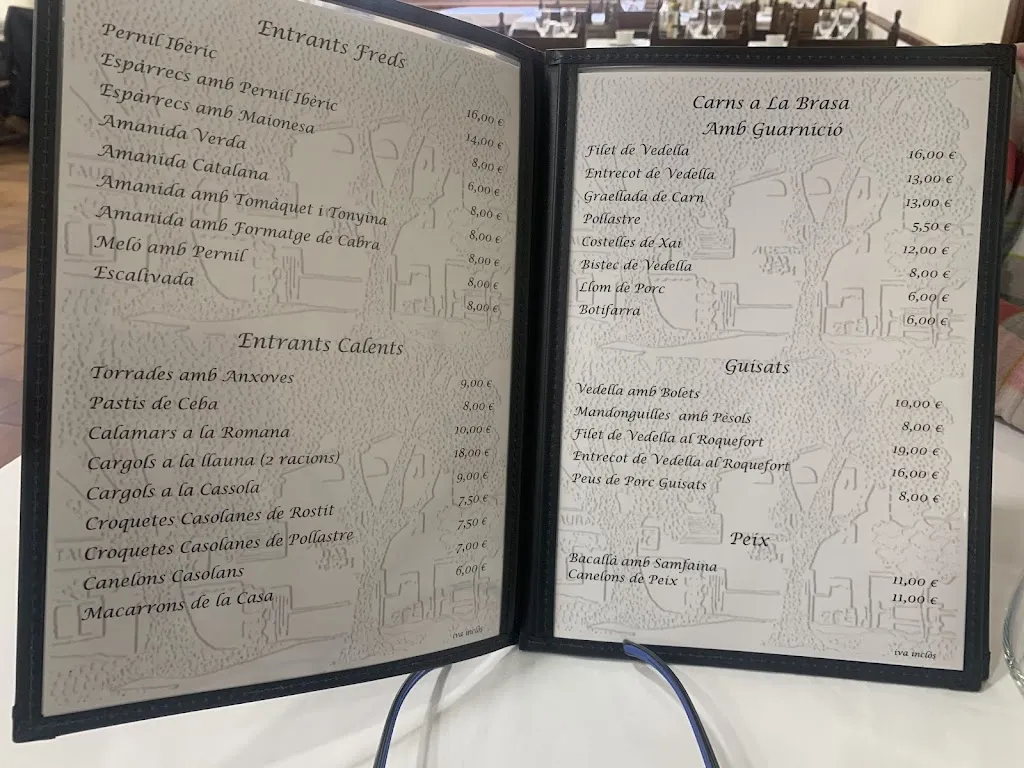 Entrants Freds
Pernil Ibèric 16,00 €
Espàrrecs amb Pernil Ibèric 14,00 €
Espàrrecs amb Maionesa 8,00 €
Amanida Verda 6,00 €
Amanida Catalana 8,00 €
Amanida amb Tomàquet i Tonyina 8,00 €
Amanida amb Formatge de Cabra 8,00 €
Meló amb Pernil 8,00 €
Escalivada 8,00 €
Entrants Calents
Torrades amb Anxoves 9,00 €
Pastis de Ceba 8,00 €
Calamars a la Romana 10,00 €
Cargols a la llauna (2 racions) 18,00 €
Cargols a la Cassola 9,00 €
Croquetes Casolanes de Rostit 7,50 €
Croquetes Casolanes de Pollastre 7,50 €
Canelons Casolans 7,00 €
Macarrons de la Casa 6,00 €
iva inclòs
Carns a La Brasa
Amb Guarnició
Filet de Vedella 16,00 €
Entrecot de Vedella 13,00 €
Graellada de Carn 13,00 €
Pollastre 5,50 €
Costelles de Xai 12,00 €
Bistec de Vedella 8,00 €
Llom de Porc 6,00 €
Botifarra 6,00 €
Guisats
Vedella amb Bolets 10,00 €
Mandonguilles amb Pèsols 8,00 €
Filet de Vedella al Roquefort 19,00 €
Entrecot de Vedella al Roquefort 16,00 €
Peus de Porc Guisats 8,00 €
Peix
Bacallà amb Samfaina 11,00 €
Canelons de Peix 11,00 €
iva inclòs